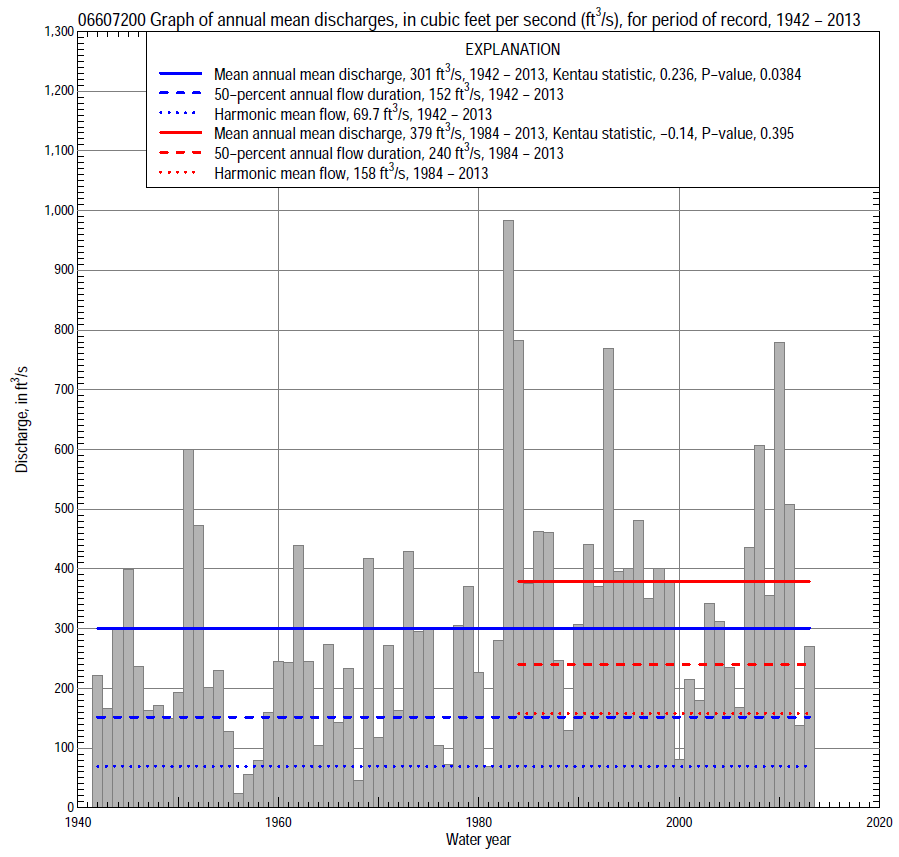 06607200 Graph of annual mean discharges, in cubic feet per second (ft³/s), for period of record, 1942 – 2013
EXPLANATION
Mean annual mean discharge, 301 ft³/s, 1942 – 2013, Kentau statistic, 0.236, P–value, 0.0384
50–percent annual flow duration, 152 ft³/s, 1942 – 2013
Harmonic mean flow, 69.7 ft³/s, 1942 – 2013
Mean annual mean discharge, 379 ft³/s, 1984 – 2013, Kentau statistic, –0.14, P–value, 0.395
50–percent annual flow duration, 240 ft³/s, 1984 – 2013
Harmonic mean flow, 158 ft³/s, 1984 – 2013
1,300
1,200
1,100
1,000
900
800
700
600
500
400
300
200
100
0
Discharge, in ft³/s
1940 1960 1980 2000 2020
Water year